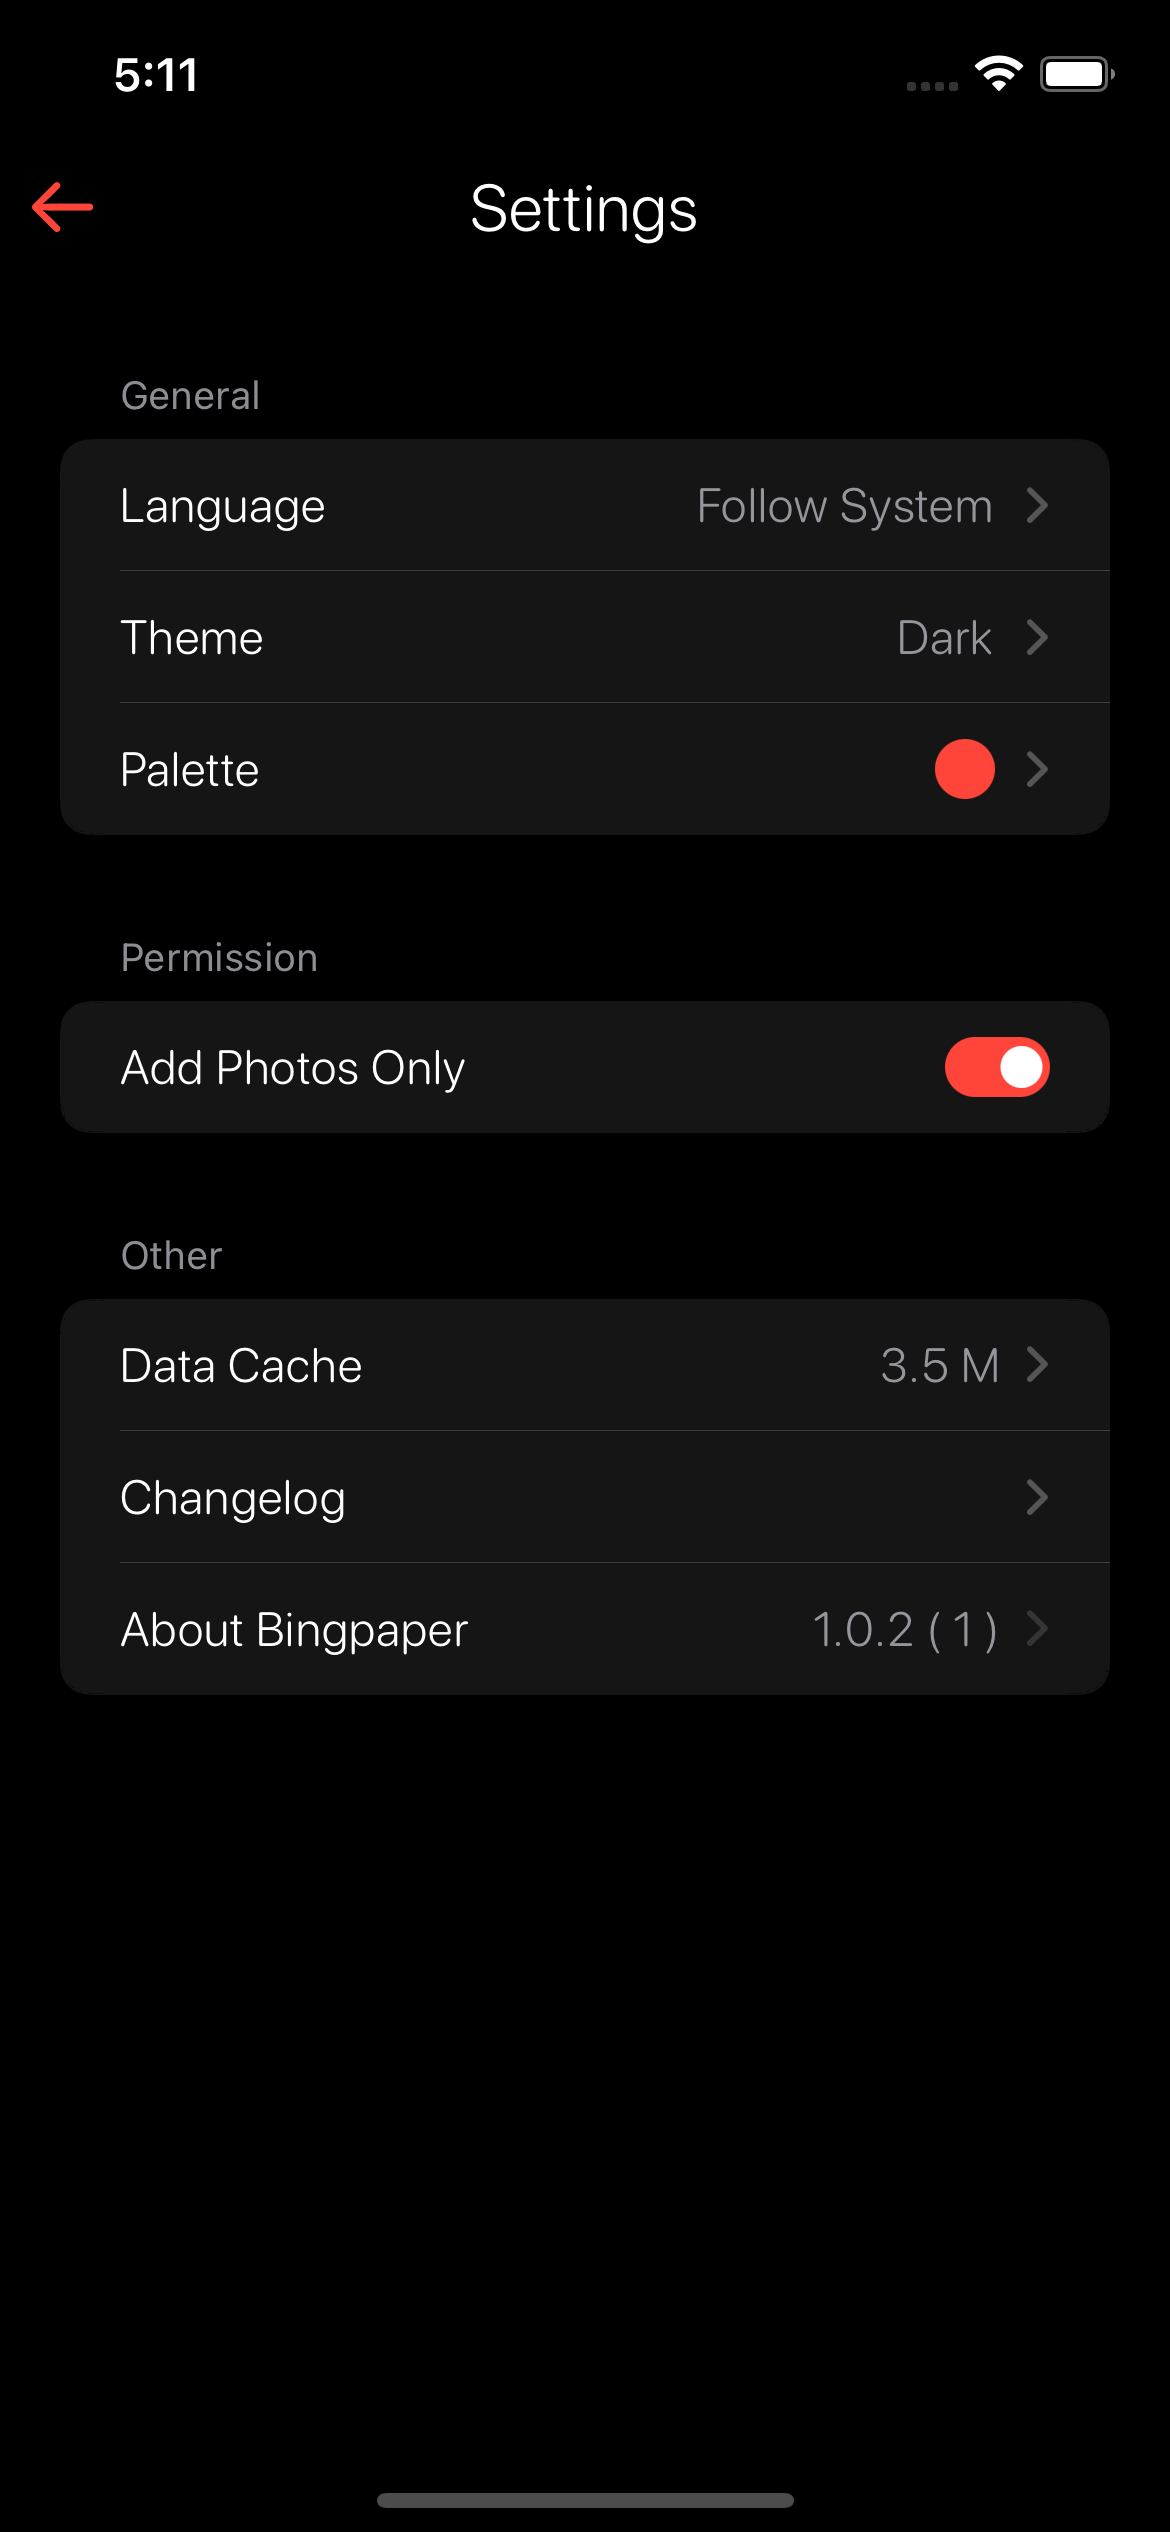 5:11
Settings
General
Language Follow System
Theme Dark
Palette
Permission
Add Photos Only
Other
Data Cache 3.5 M
Changelog
About Bingpaper 1.0.2 ( 1 )